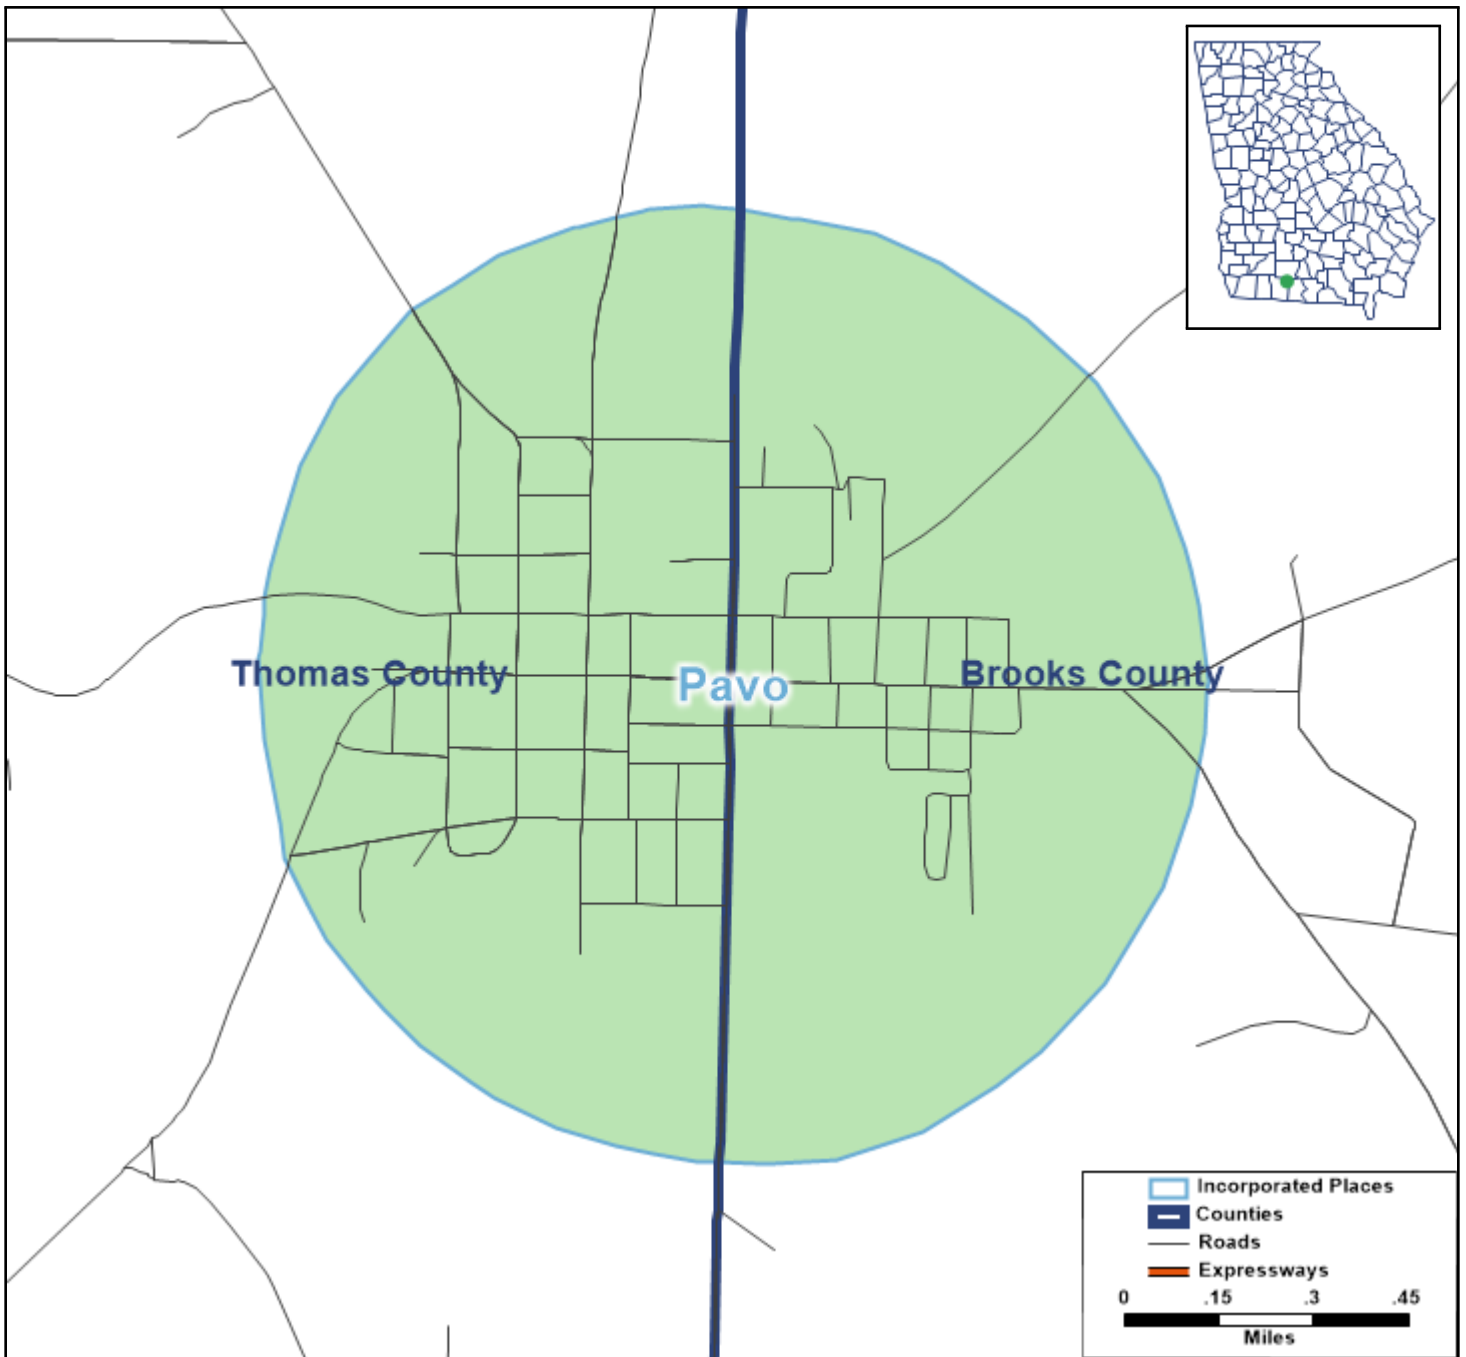 Thomas County
Pavo
Brooks County
Incorporated Places
Counties
Roads
Expressways
0 .15 .3 .45
Miles